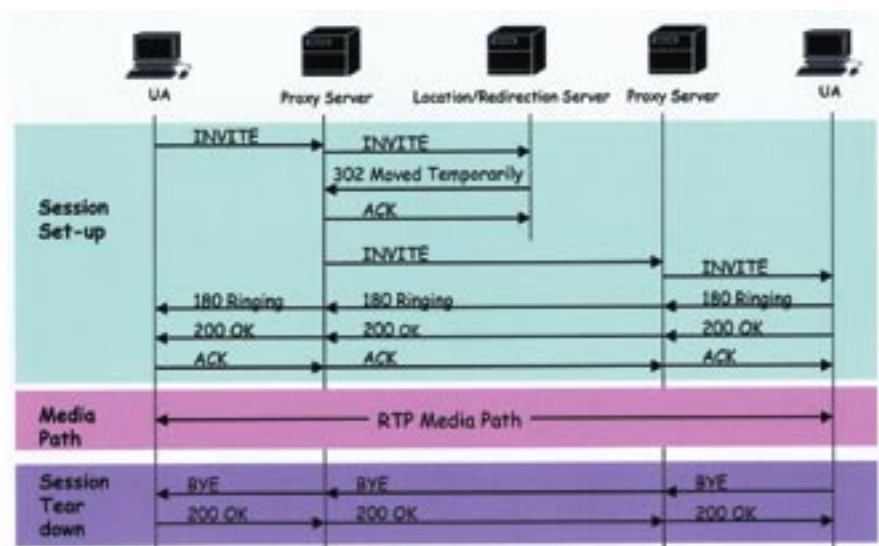 UA Proxy Server Location/Redirection Server Proxy Server UA
INVITE
INVITE
302 Moved Temporarily
Session
Set-up
ACK
INVITE
INVITE
180 Ringing 180 Ringing 180 Ringing
200 OK 200 OK 200 OK
ACK ACK ACK
Media
Path
RTP Media Path
Session
Tear
down
BYE BYE BYE
200 OK 200 OK 200 OK